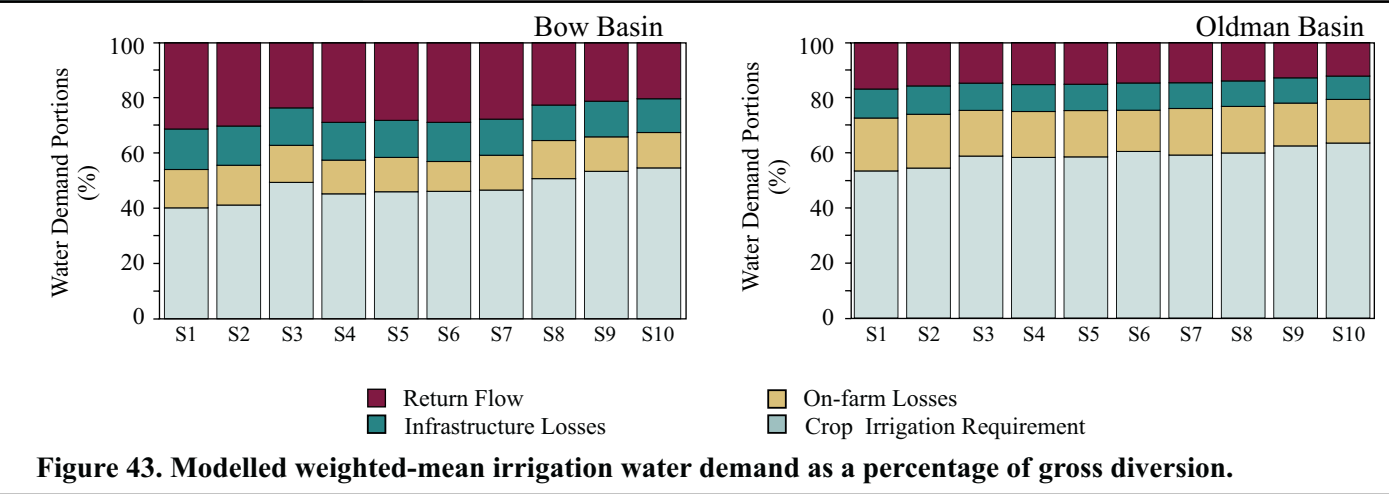 Bow Basin
Water Demand Portions
(%)
100
80
60
40
20
0
S1 S2 S3 S4 S5 S6 S7 S8 S9 S10
Oldman Basin
Water Demand Portions
(%)
100
80
60
40
20
0
S1 S2 S3 S4 S5 S6 S7 S8 S9 S10
Return Flow
Infrastructure Losses
On-farm Losses
Crop Irrigation Requirement
Figure 43. Modelled weighted-mean irrigation water demand as a percentage of gross diversion.